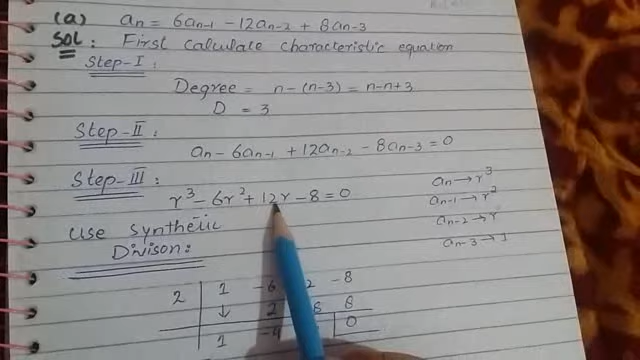 (a) an = 6an-1 - 12an-2 + 8an-3
Sol: First calculate characteristic equation
Step-I:
Degree = n-(n-3) = n-n+3
D = 3
Step-II:
an - 6an-1 + 12an-2 - 8an-3 = 0
Step-III:
r³ - 6r² + 12r - 8 = 0
an → r³
an-1 → r²
an-2 → r
an-3 → 1
Use Synthetic
Divison:
2 | 1 -6 2 -8
↓ 2 8 8
1 -4 0